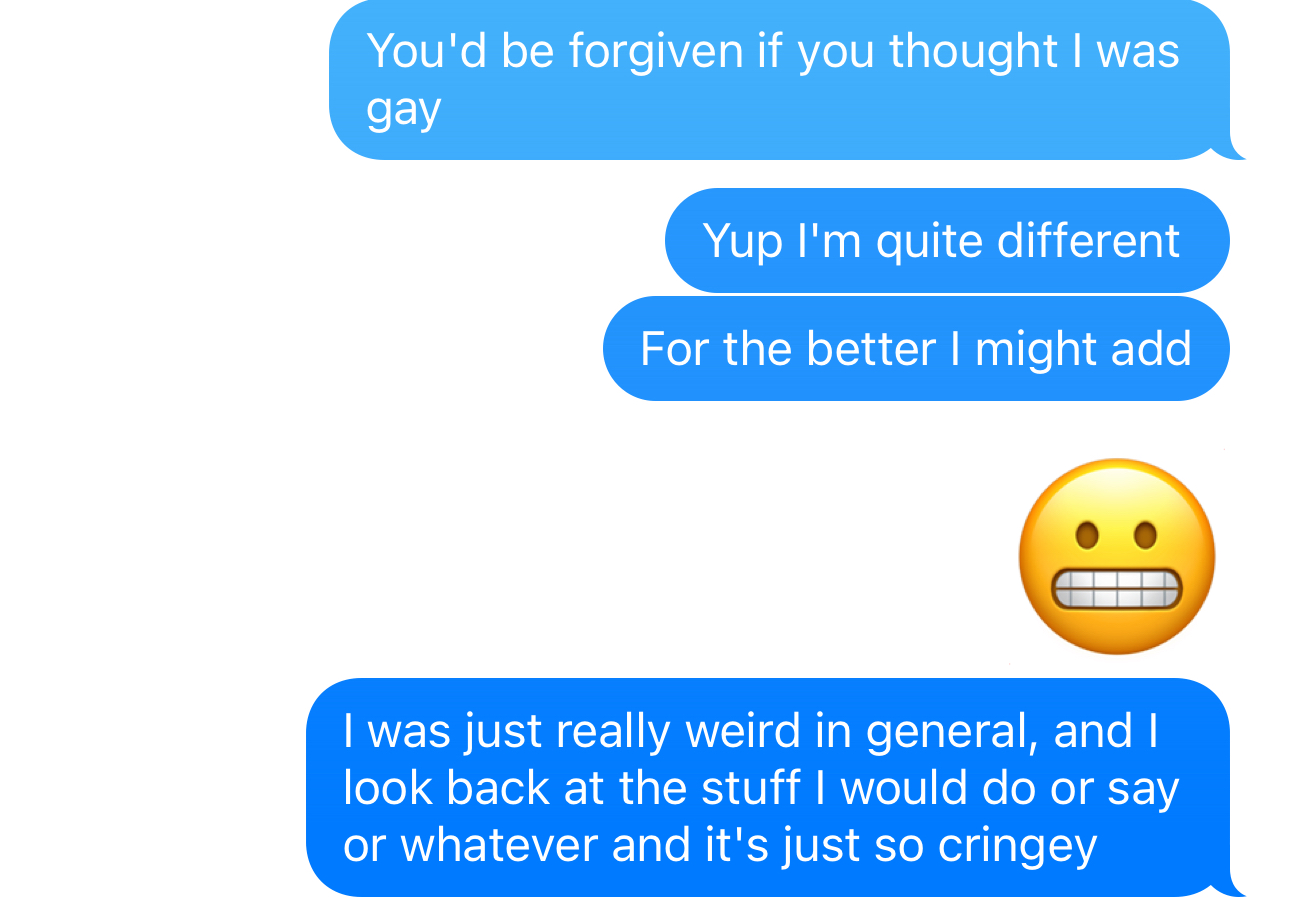 You'd be forgiven if you thought I was
gay
Yup I'm quite different
For the better I might add
I was just really weird in general, and I
look back at the stuff I would do or say
or whatever and it's just so cringey